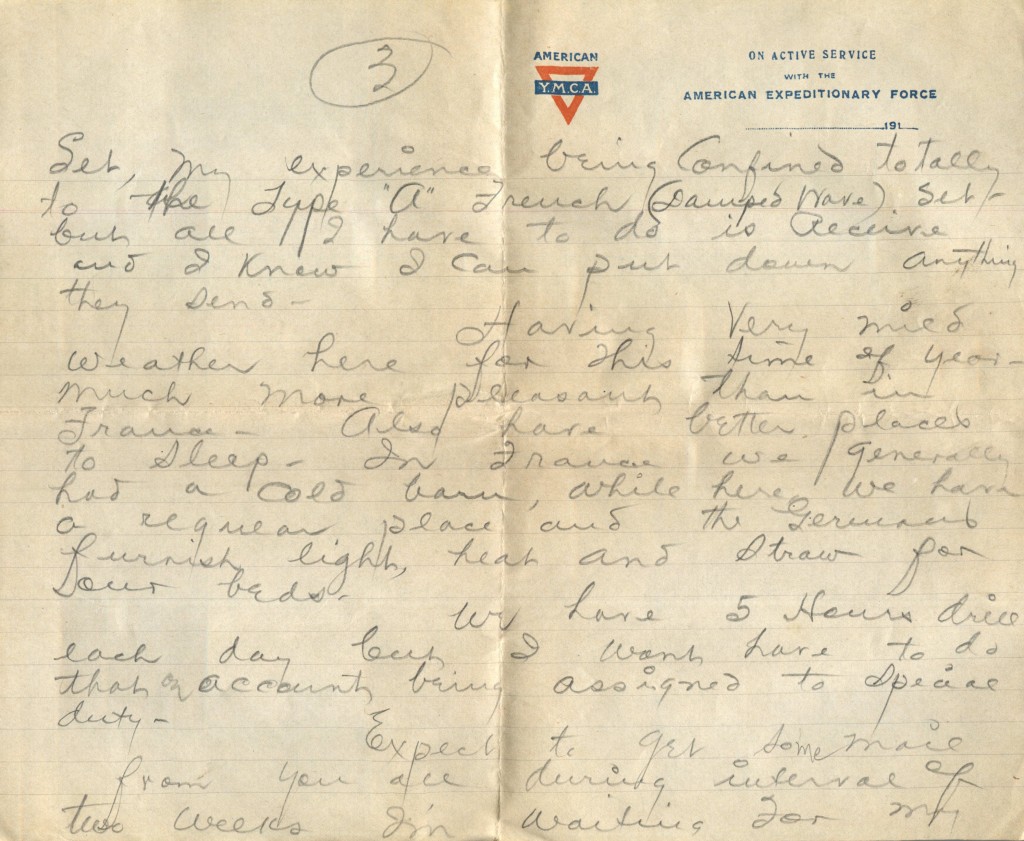 3
AMERICAN
Y.M.C.A.
ON ACTIVE SERVICE
WITH THE
AMERICAN EXPEDITIONARY FORCE
191
Set, My experience being Confined totally
to the Type "A" French (Damped Wave) Set-
but all I have to do is Receive
and I Know I Can put down anything
they send-
Having Very mild
weather here for this time of year-
much more pleasant than in
France- Also have better places
to Sleep- In France we generally
had a cold barn, while here we have
a regular place and the Germans
furnish light, heat and Straw for
our beds-
We have 5 Hours drill
each day but I wont have to do
that on account being assigned to Special
duty-
Expect to get some mail
from you all during interval of
two weeks I'm waiting For my